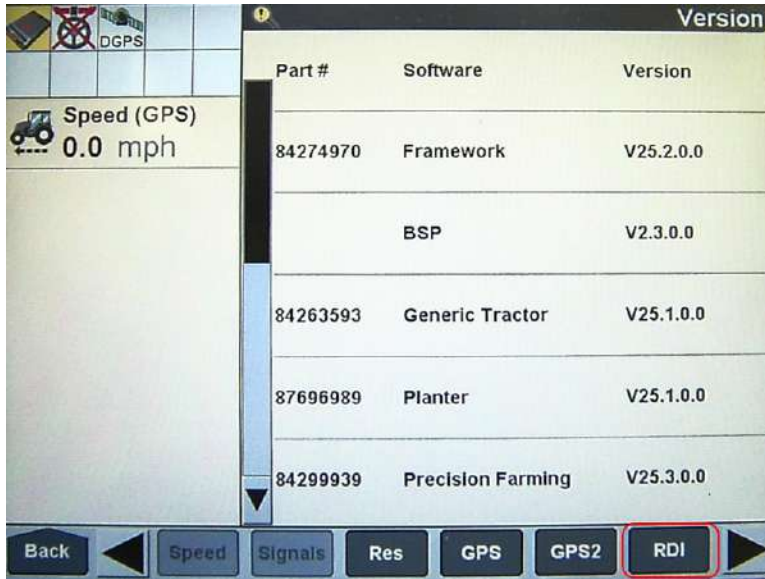 Version
DGPS
Speed (GPS)
0.0 mph
Part # Software Version
84274970 Framework V25.2.0.0
BSP V2.3.0.0
84263593 Generic Tractor V25.1.0.0
87696989 Planter V25.1.0.0
84299939 Precision Farming V25.3.0.0
Back Speed Signals Res GPS GPS2 RDI